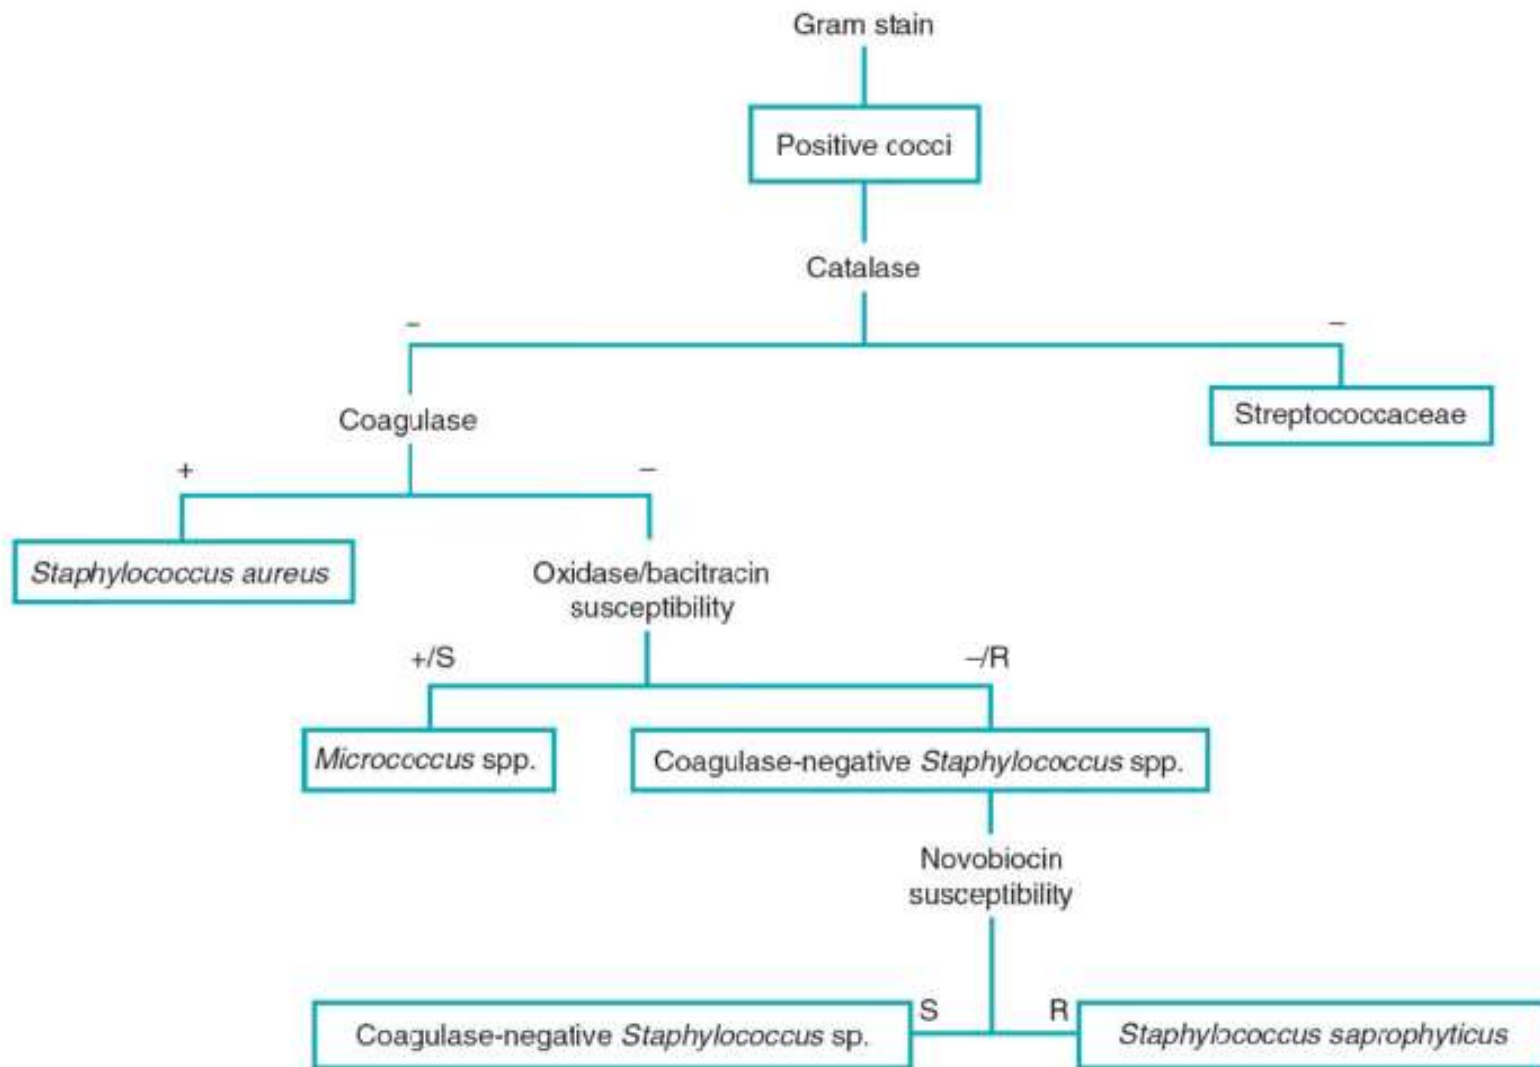 Gram stain
Positive cocci
Catalase
–
–
Coagulase
Streptococcaceae
+
–
Staphylococcus aureus
Oxidase/bacitracin
susceptibility
+/S
–/R
Micrococcus spp.
Coagulase-negative Staphylococcus spp.
Novobiocin
susceptibility
S
R
Coagulase-negative Staphylococcus sp.
Staphylococcus saprophyticus